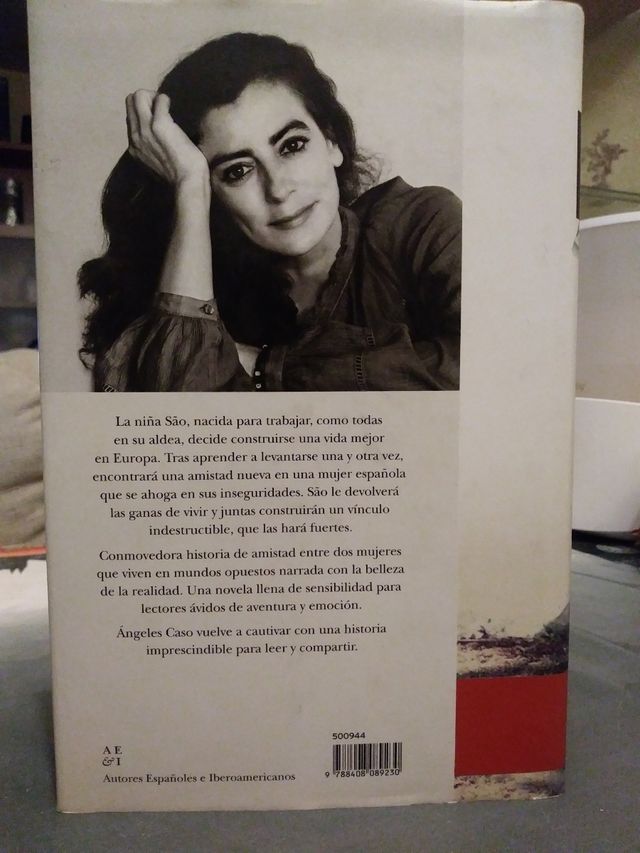 La niña São, nacida para trabajar, como todas
en su aldea, decide construirse una vida mejor
en Europa. Tras aprender a levantarse una y otra vez,
encontrará una amistad nueva en una mujer española
que se ahoga en sus inseguridades. São le devolverá
las ganas de vivir y juntas construirán un vínculo
indestructible, que las hará fuertes.
Conmovedora historia de amistad entre dos mujeres
que viven en mundos opuestos narrada con la belleza
de la realidad. Una novela llena de sensibilidad para
lectores ávidos de aventura y emoción.
Ángeles Caso vuelve a cautivar con una historia
imprescindible para leer y compartir.
A E
& I
Autores Españoles e Iberoamericanos
500944
9 788408 089230